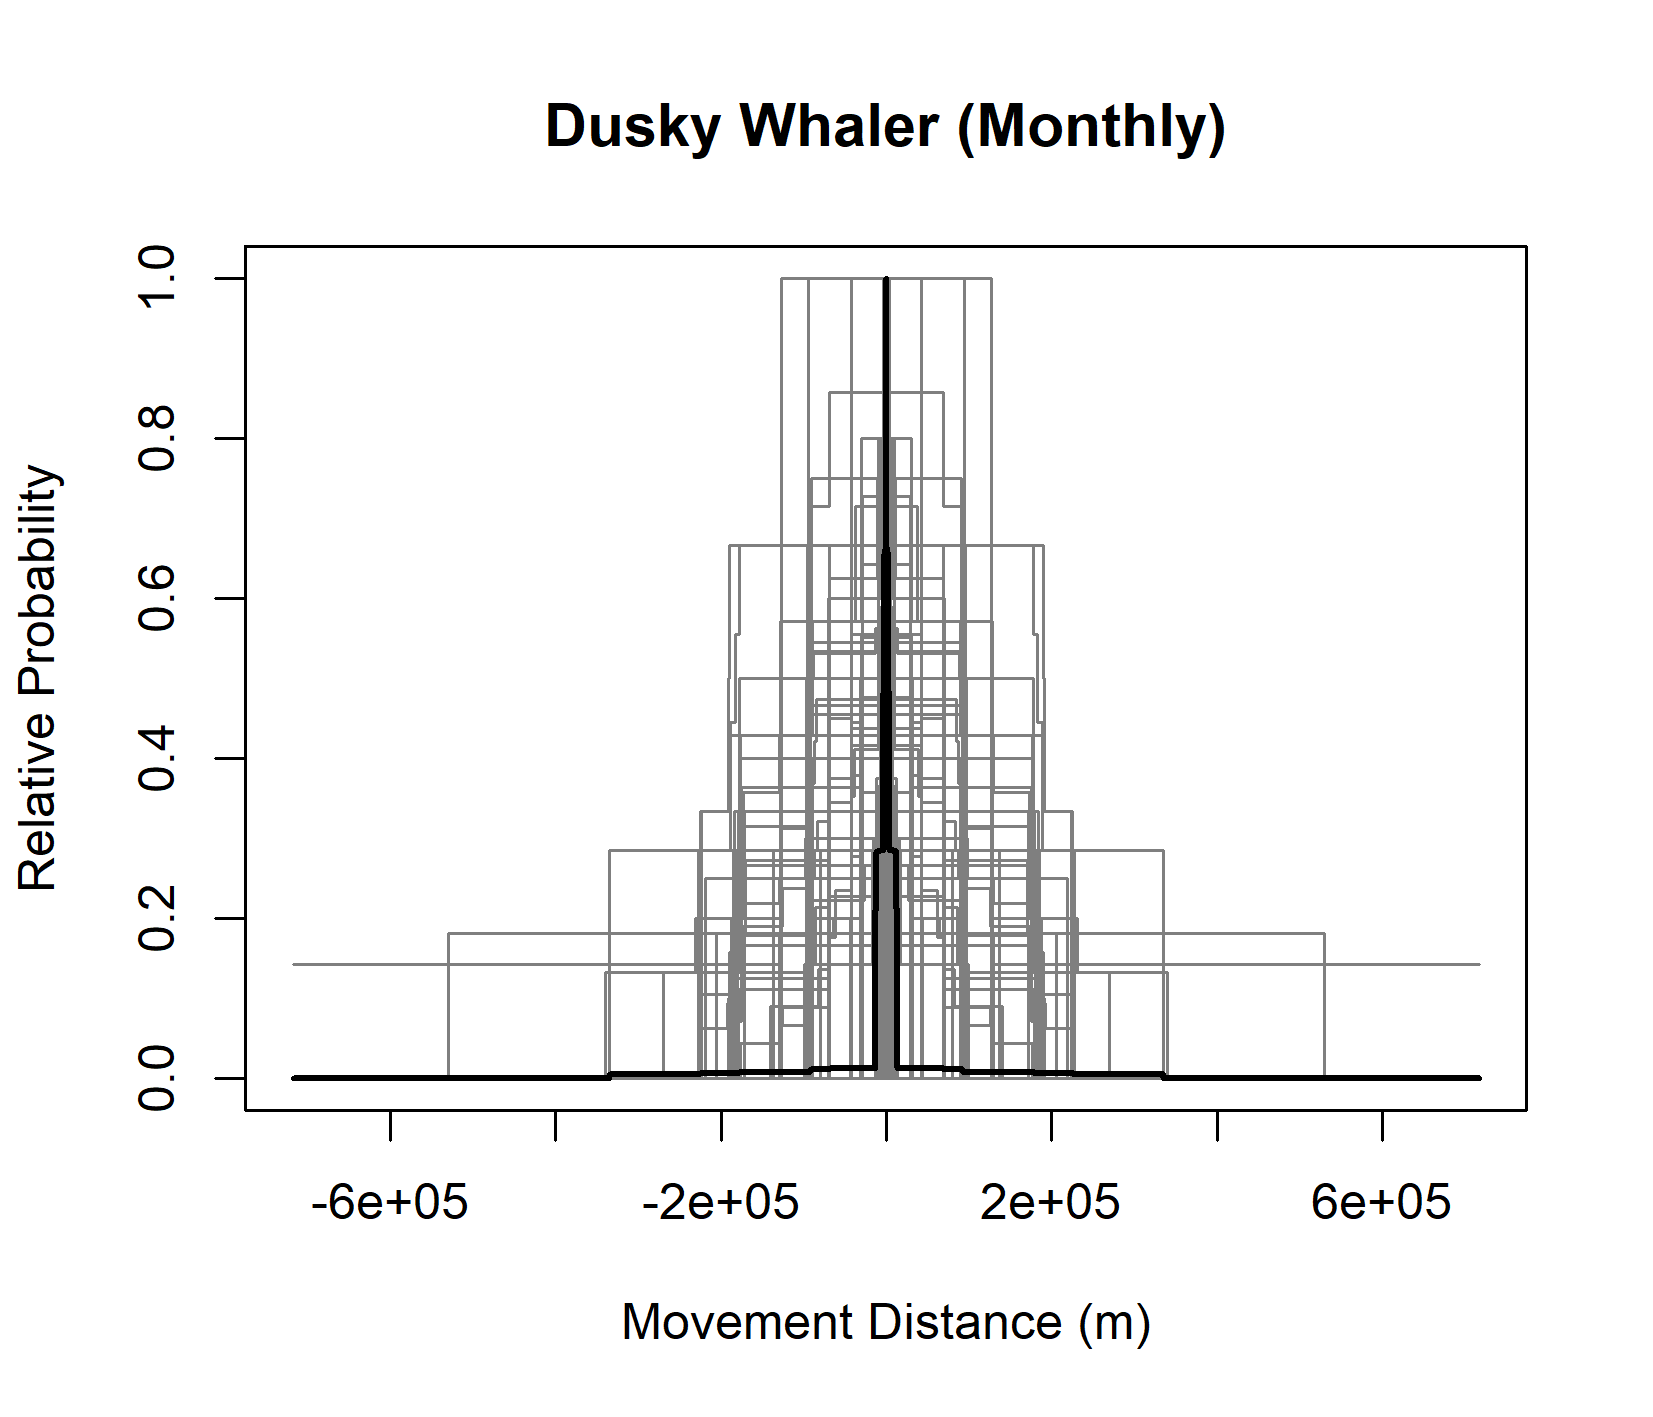 Dusky Whaler (Monthly)
Relative Probability
1.0
0.8
0.6
0.4
0.2
0.0
-6e+05 -2e+05 2e+05 6e+05
Movement Distance (m)